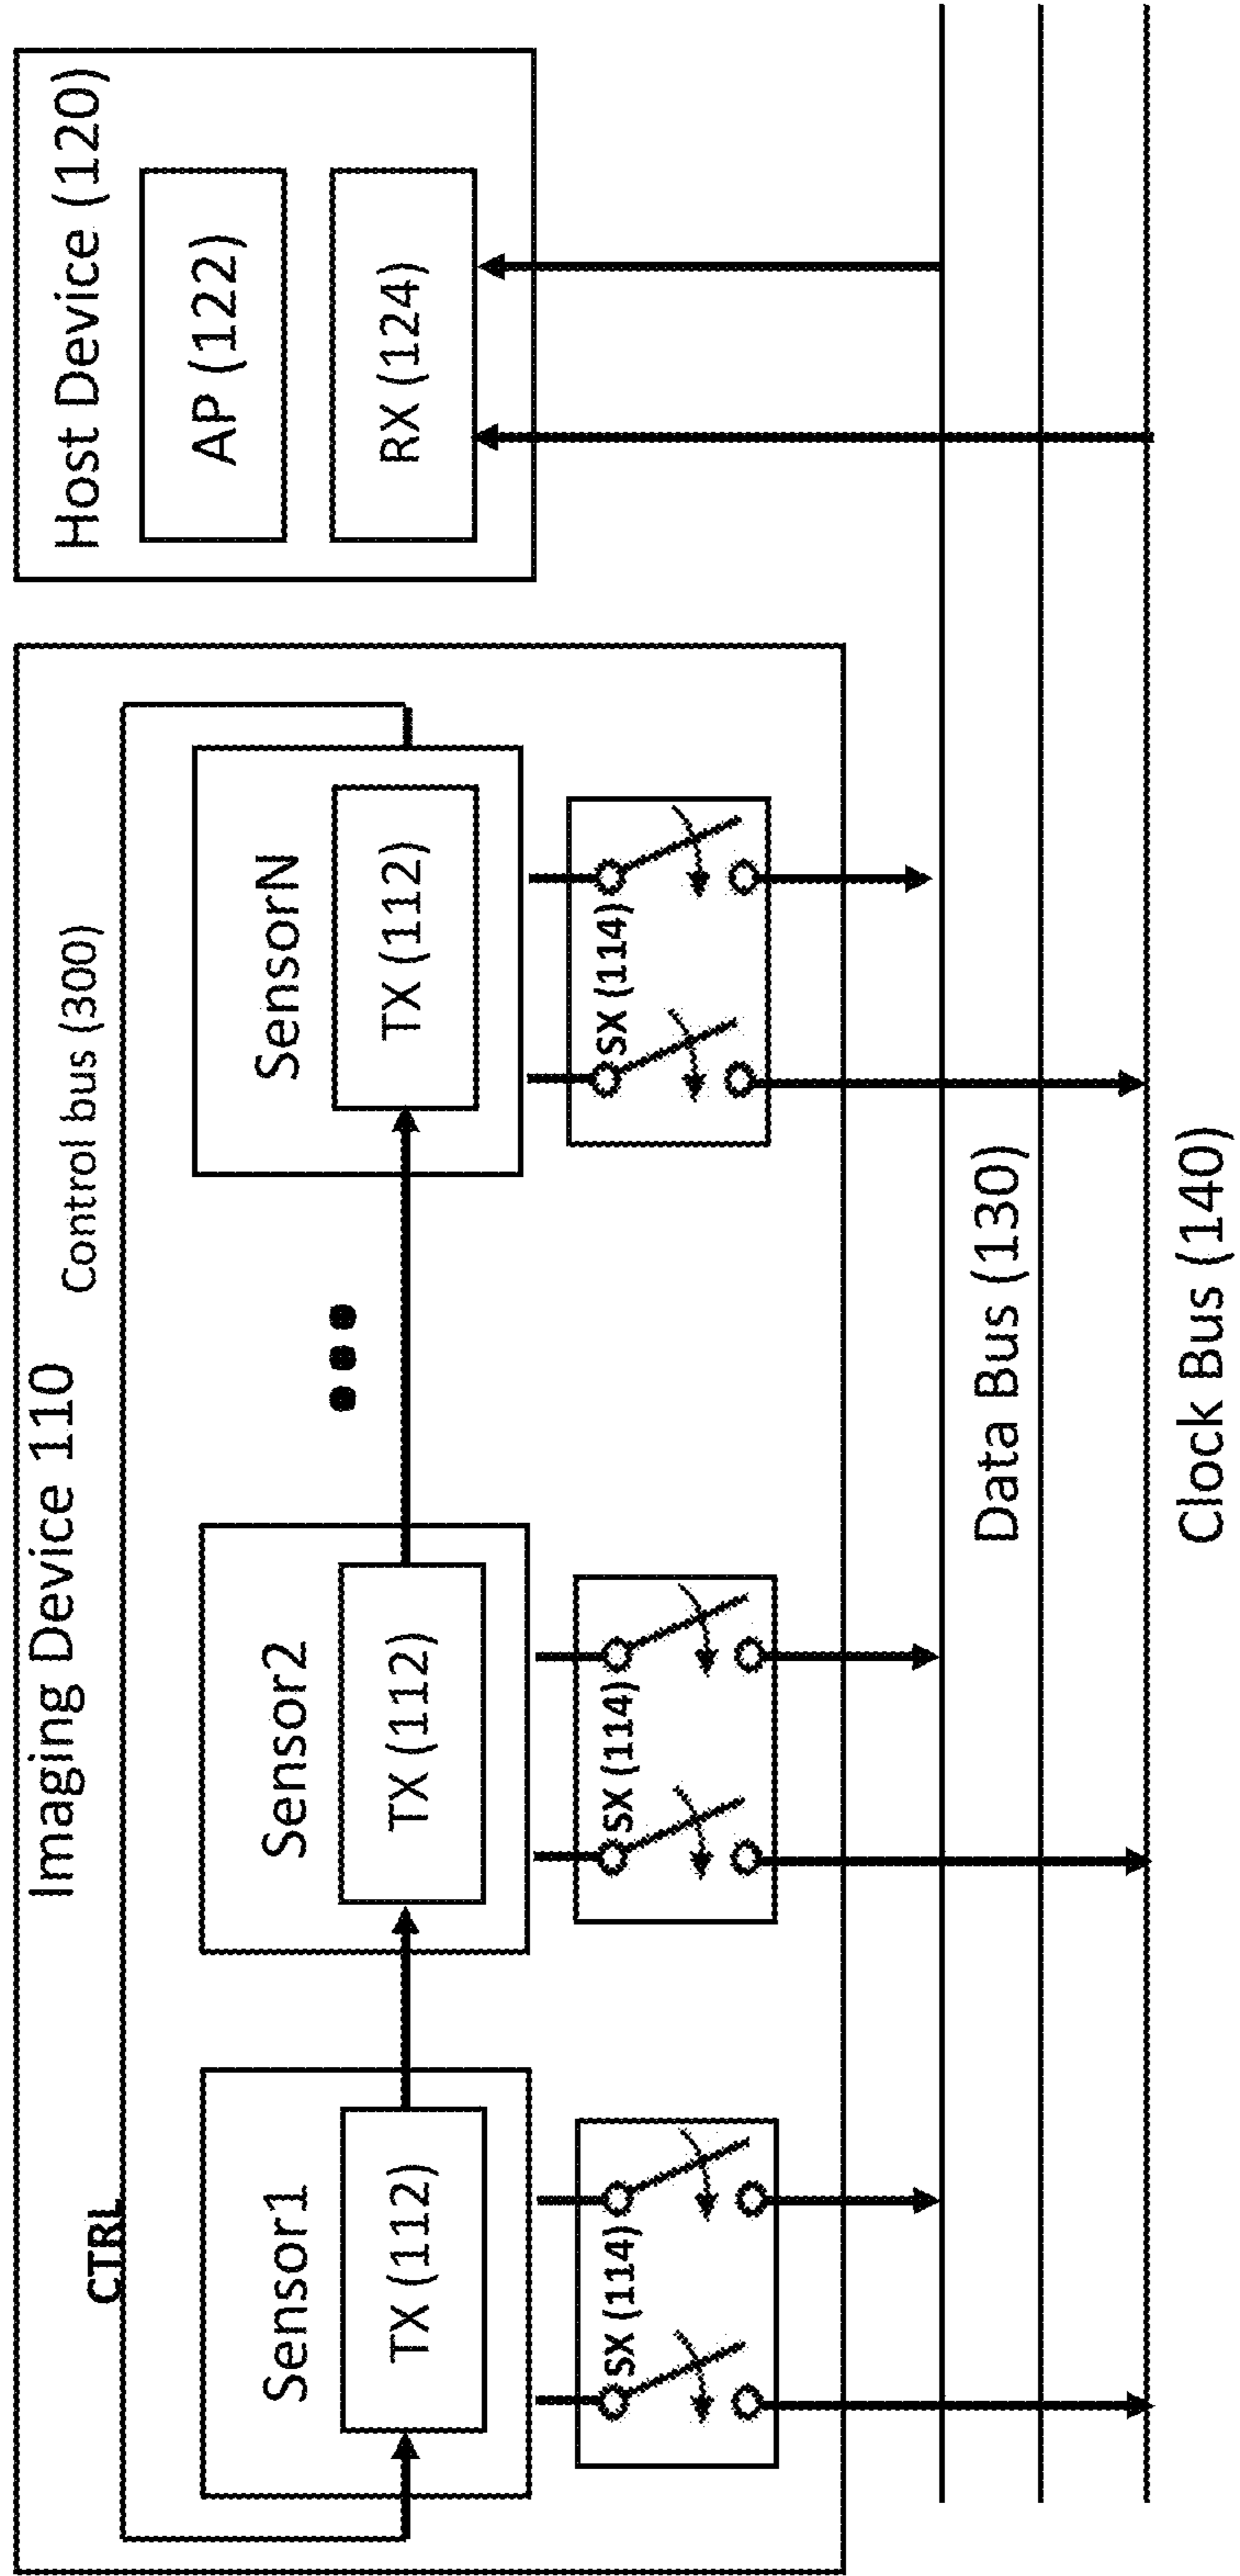 Imaging Device 110
Control bus (300)
CTRL
Sensor1
TX (112)
SX (114)
Sensor2
TX (112)
SX (114)
SensorN
TX (112)
SX (114)
Host Device (120)
AP (122)
RX (124)
Data Bus (130)
Clock Bus (140)